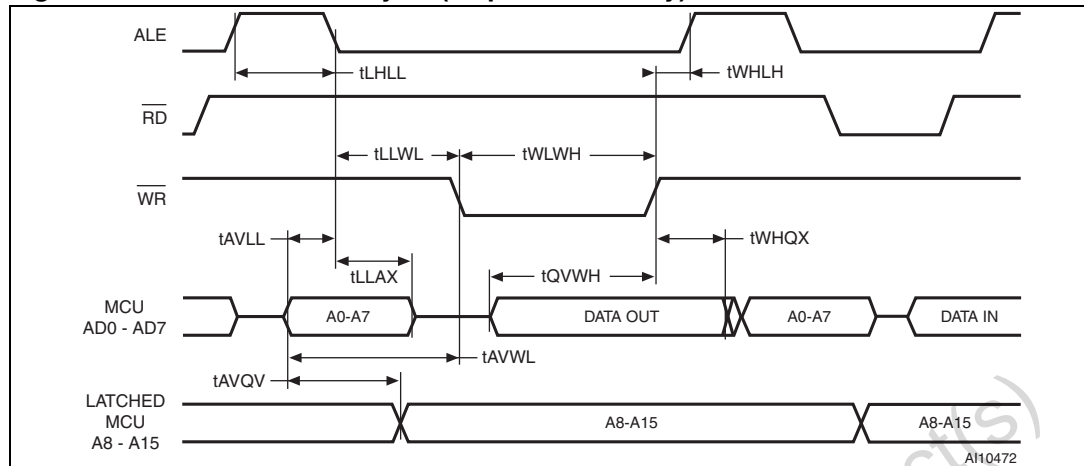 ALE
tLHLL
tWHLH
RD
tLLWL
tWLWH
WR
tAVLL
tWHQX
tLLAX
tQVWH
MCU
AD0 - AD7
A0-A7
DATA OUT
A0-A7
DATA IN
tAVWL
tAVQV
LATCHED
MCU
A8 - A15
A8-A15
A8-A15
AI10472